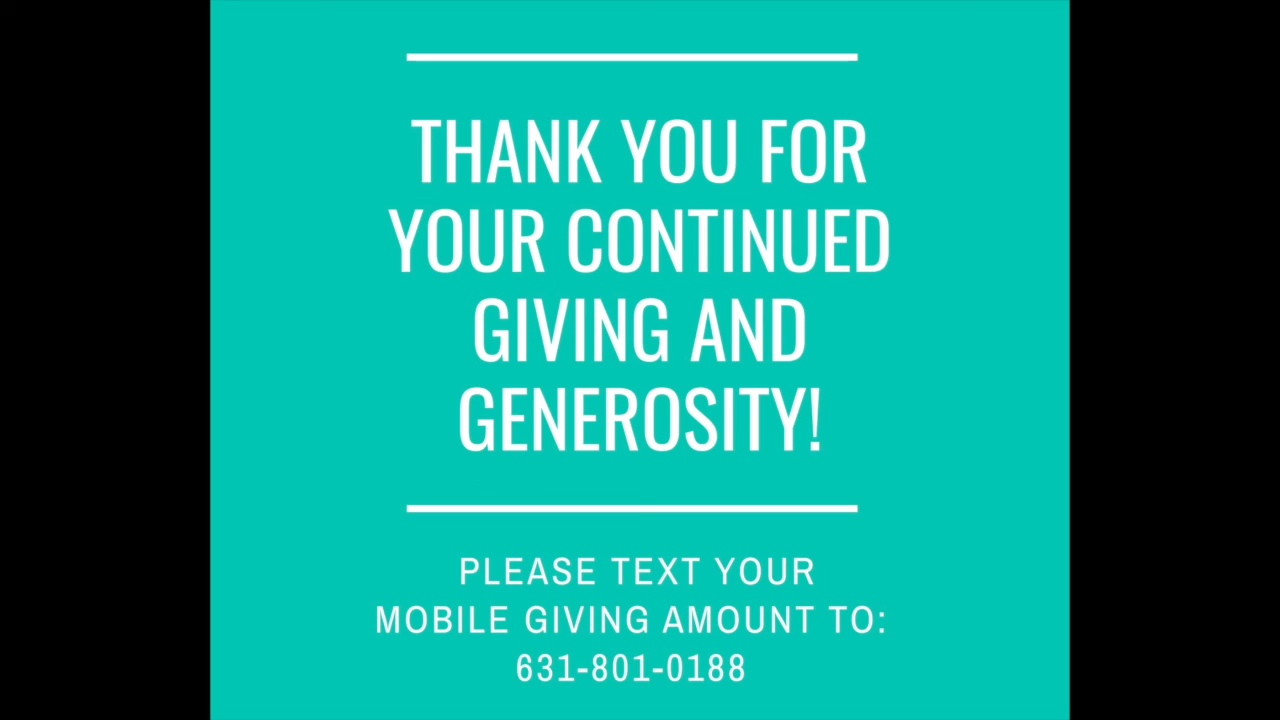 THANK YOU FOR
YOUR CONTINUED
GIVING AND
GENEROSITY!
PLEASE TEXT YOUR
MOBILE GIVING AMOUNT TO:
631-801-0188